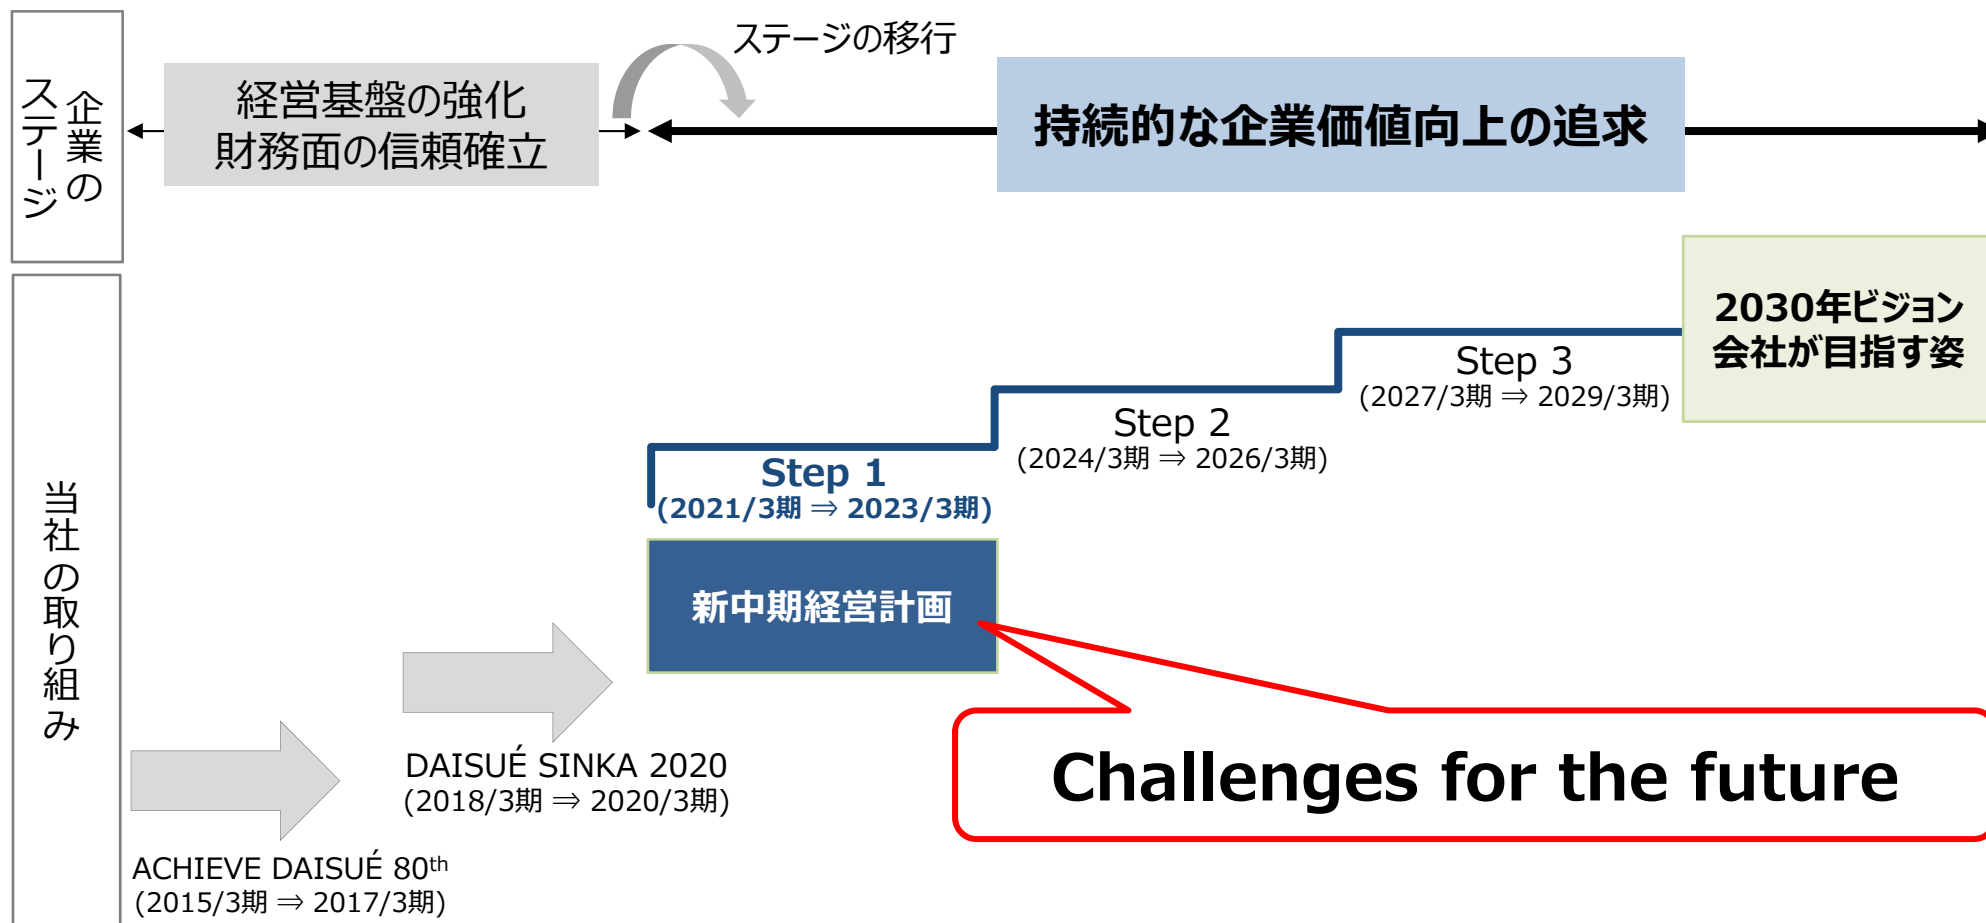 企業の
ステージ
経営基盤の強化
財務面の信頼確立
ステージの移行
持続的な企業価値向上の追求
当社の取り組み
2030年ビジョン
会社が目指す姿
Step 3
(2027/3期 ⇒ 2029/3期)
Step 2
(2024/3期 ⇒ 2026/3期)
Step 1
(2021/3期 ⇒ 2023/3期)
新中期経営計画
Challenges for the future
DAISUÉ SINKA 2020
(2018/3期 ⇒ 2020/3期)
ACHIEVE DAISUÉ 80th
(2015/3期 ⇒ 2017/3期)